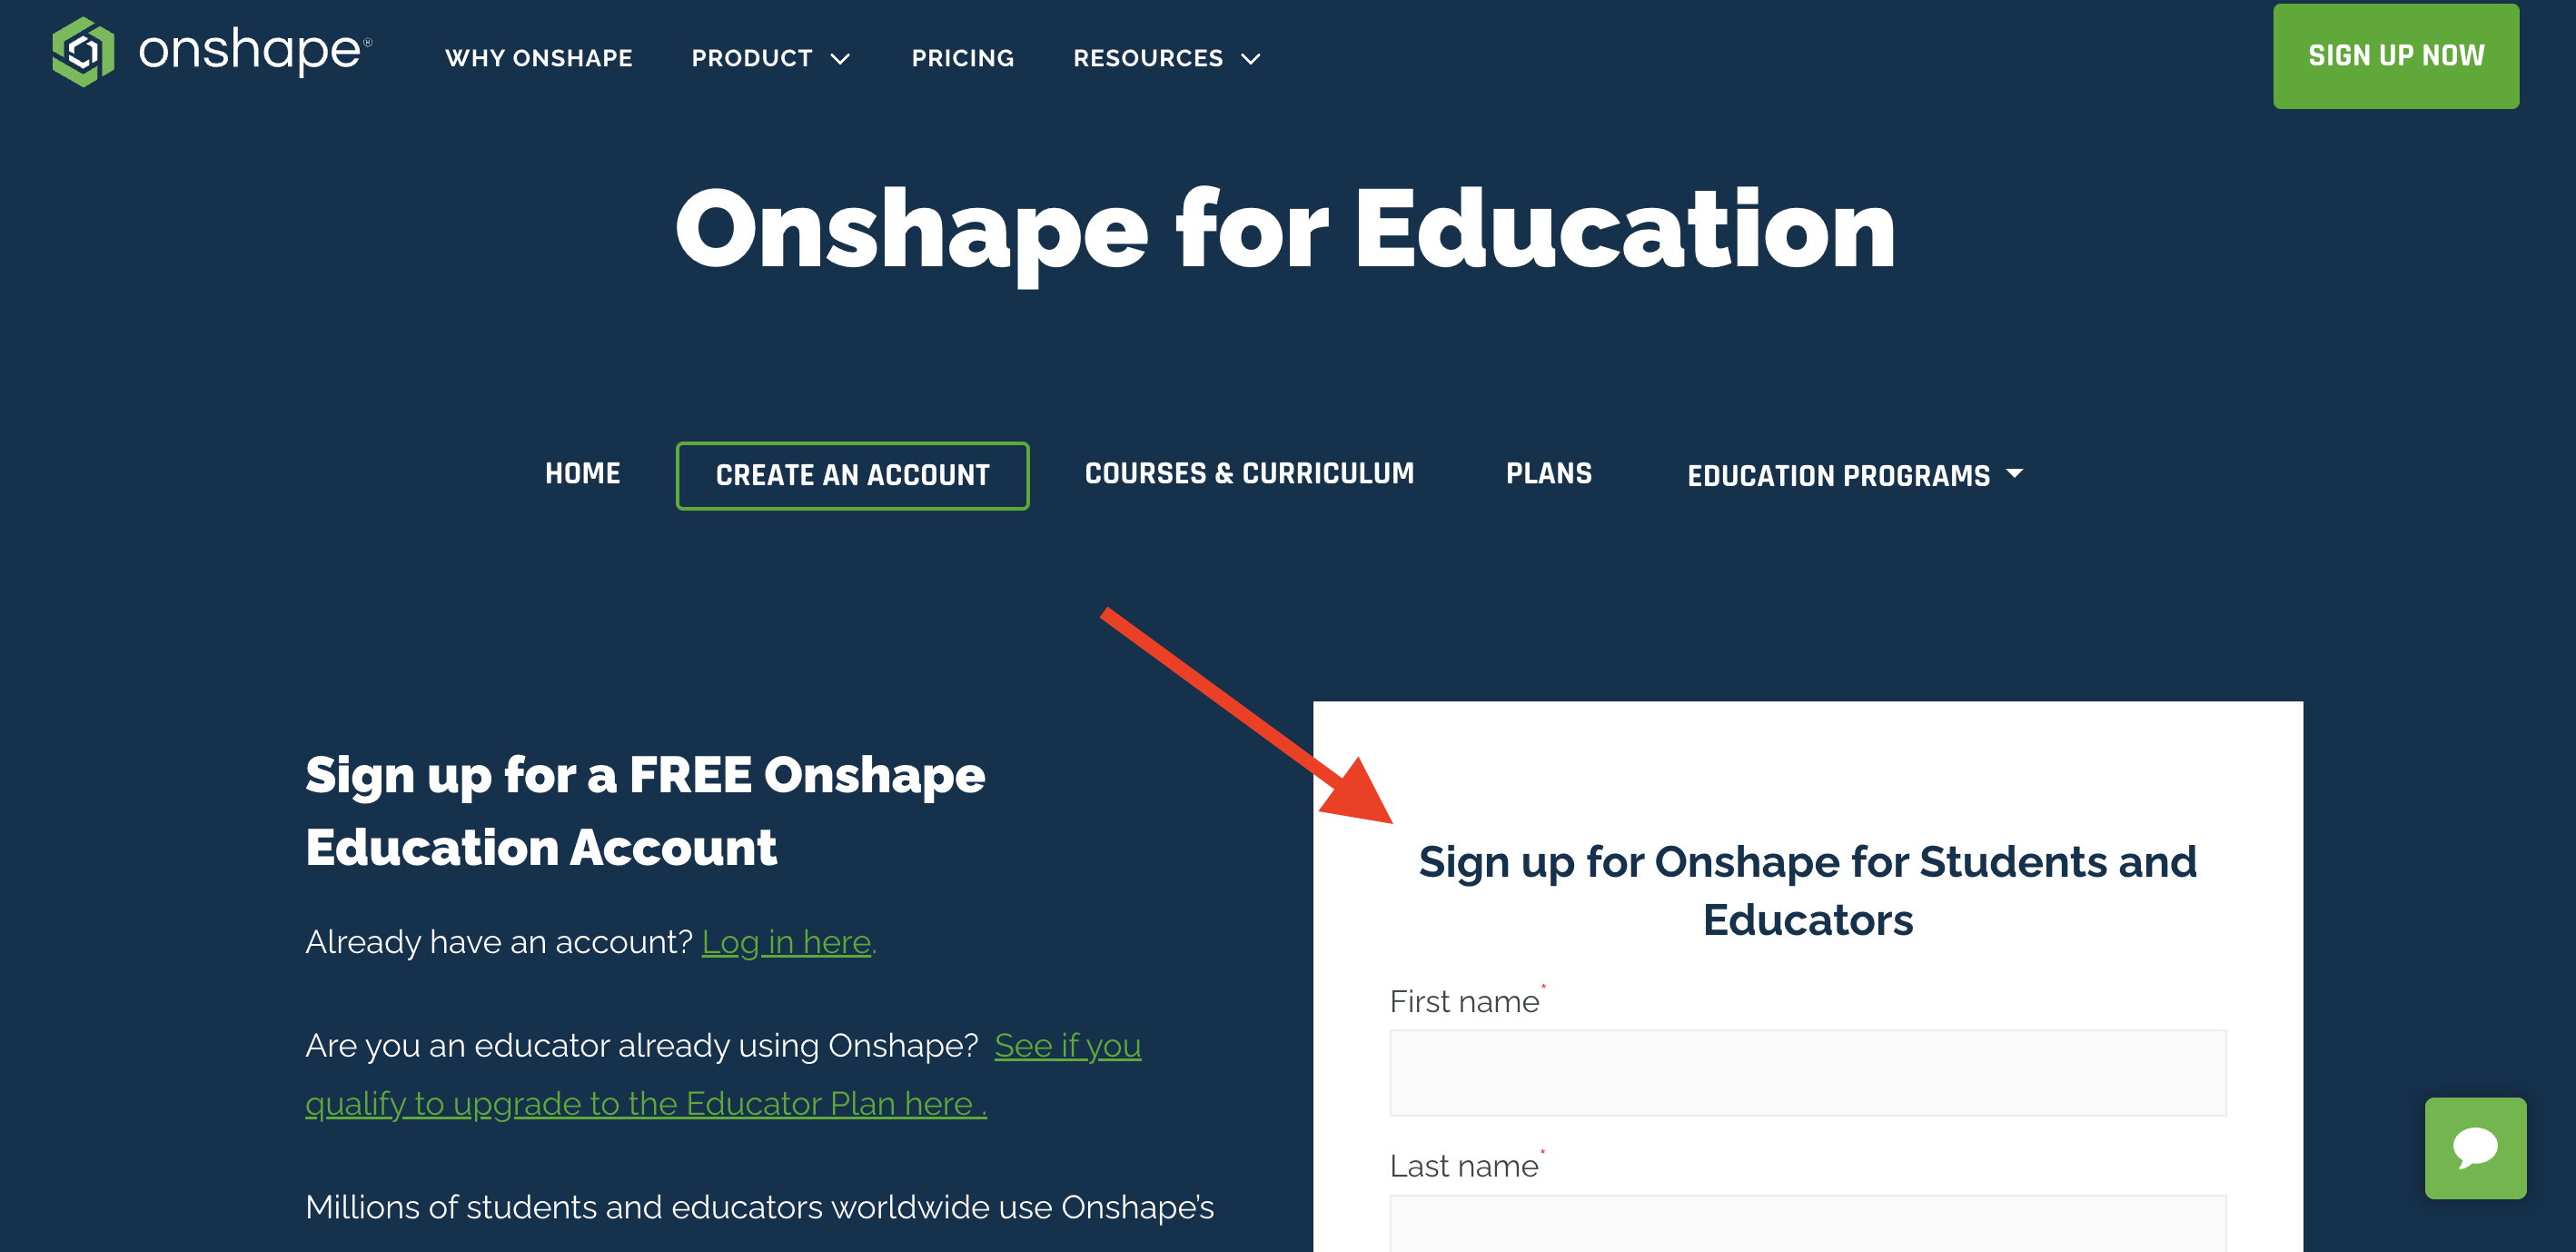 onshape®
WHY ONSHAPE
PRODUCT
PRICING
RESOURCES
SIGN UP NOW
Onshape for Education
HOME
CREATE AN ACCOUNT
COURSES & CURRICULUM
PLANS
EDUCATION PROGRAMS
Sign up for a FREE Onshape
Education Account
Already have an account? Log in here.
Are you an educator already using Onshape? See if you
qualify to upgrade to the Educator Plan here .
Millions of students and educators worldwide use Onshape’s
Sign up for Onshape for Students and
Educators
First name*
Last name*